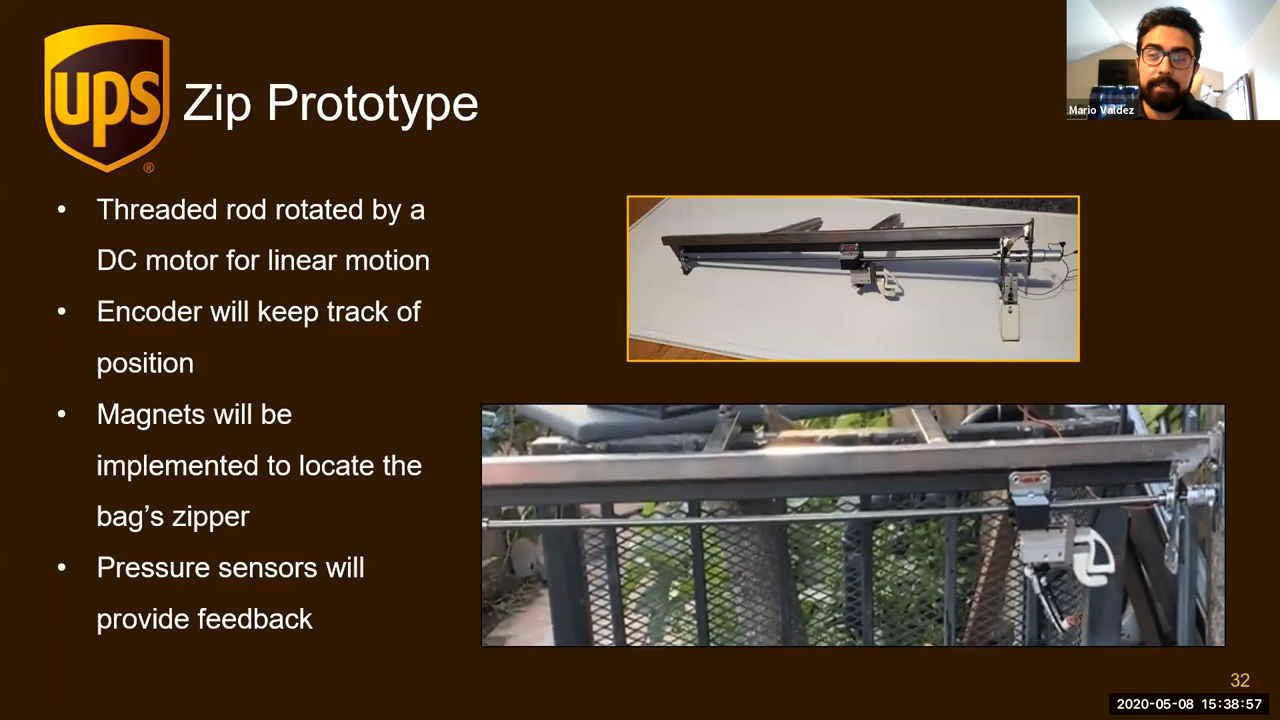 ups
®
Zip Prototype
Mario Valdez
• Threaded rod rotated by a
DC motor for linear motion
• Encoder will keep track of
position
• Magnets will be
implemented to locate the
bag’s zipper
• Pressure sensors will
provide feedback
32
2020-05-08 15:38:57